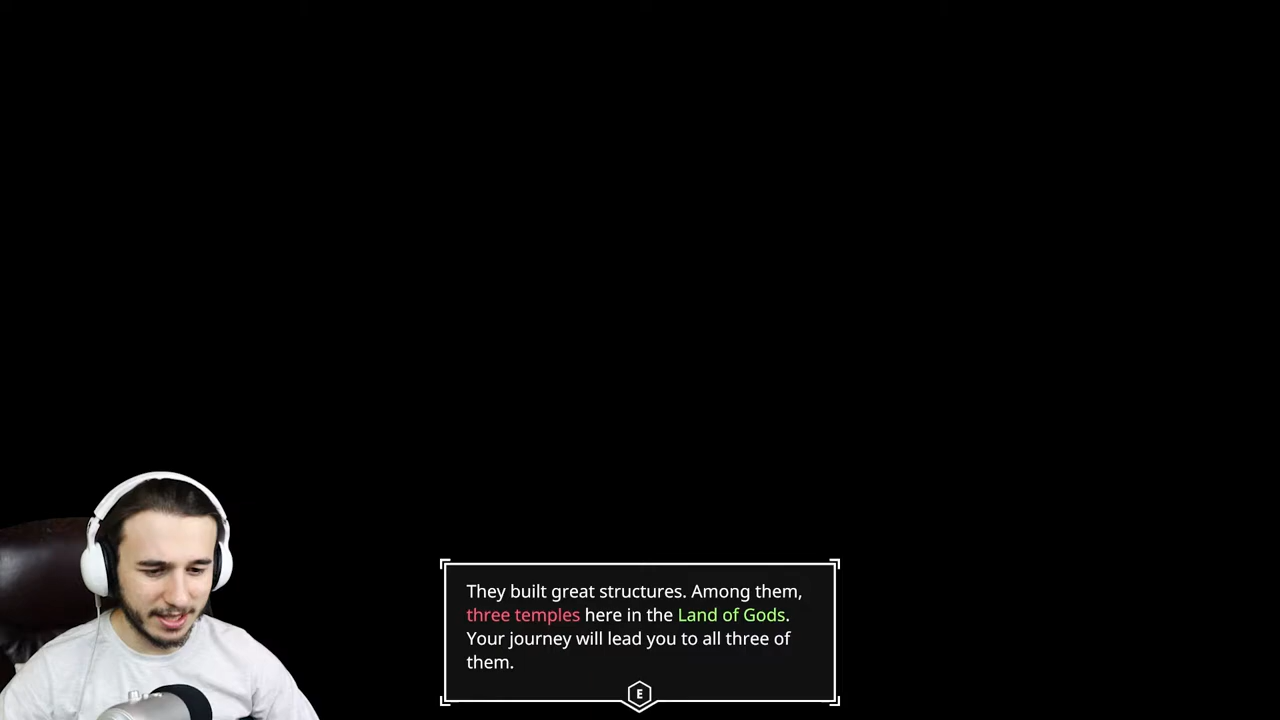 They built great structures. Among them,
three temples here in the Land of Gods.
Your journey will lead you to all three of
them.
E